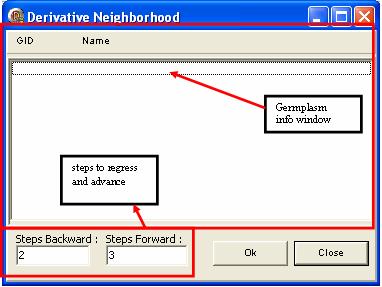 Derivative Neighborhood
GID Name
Germplasm
info window
steps to regress
and advance
Steps Backward : Steps Forward :
2 3 Ok Close